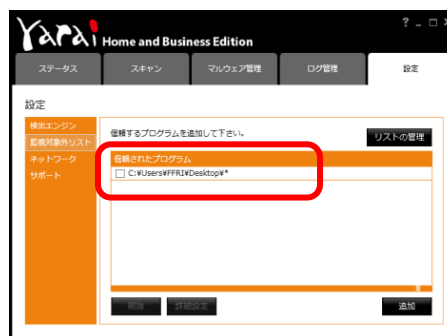 Yarai Home and Business Edition
ステータス スキャン マルウェア管理 ログ管理 設定
設定
検出エンジン
監視対象外リスト
ネットワーク
サポート
信頼するプログラムを追加して下さい。
リストの管理
信頼されたプログラム
C:¥Users¥FFRI¥Desktop¥*
削除 詳細設定 追加